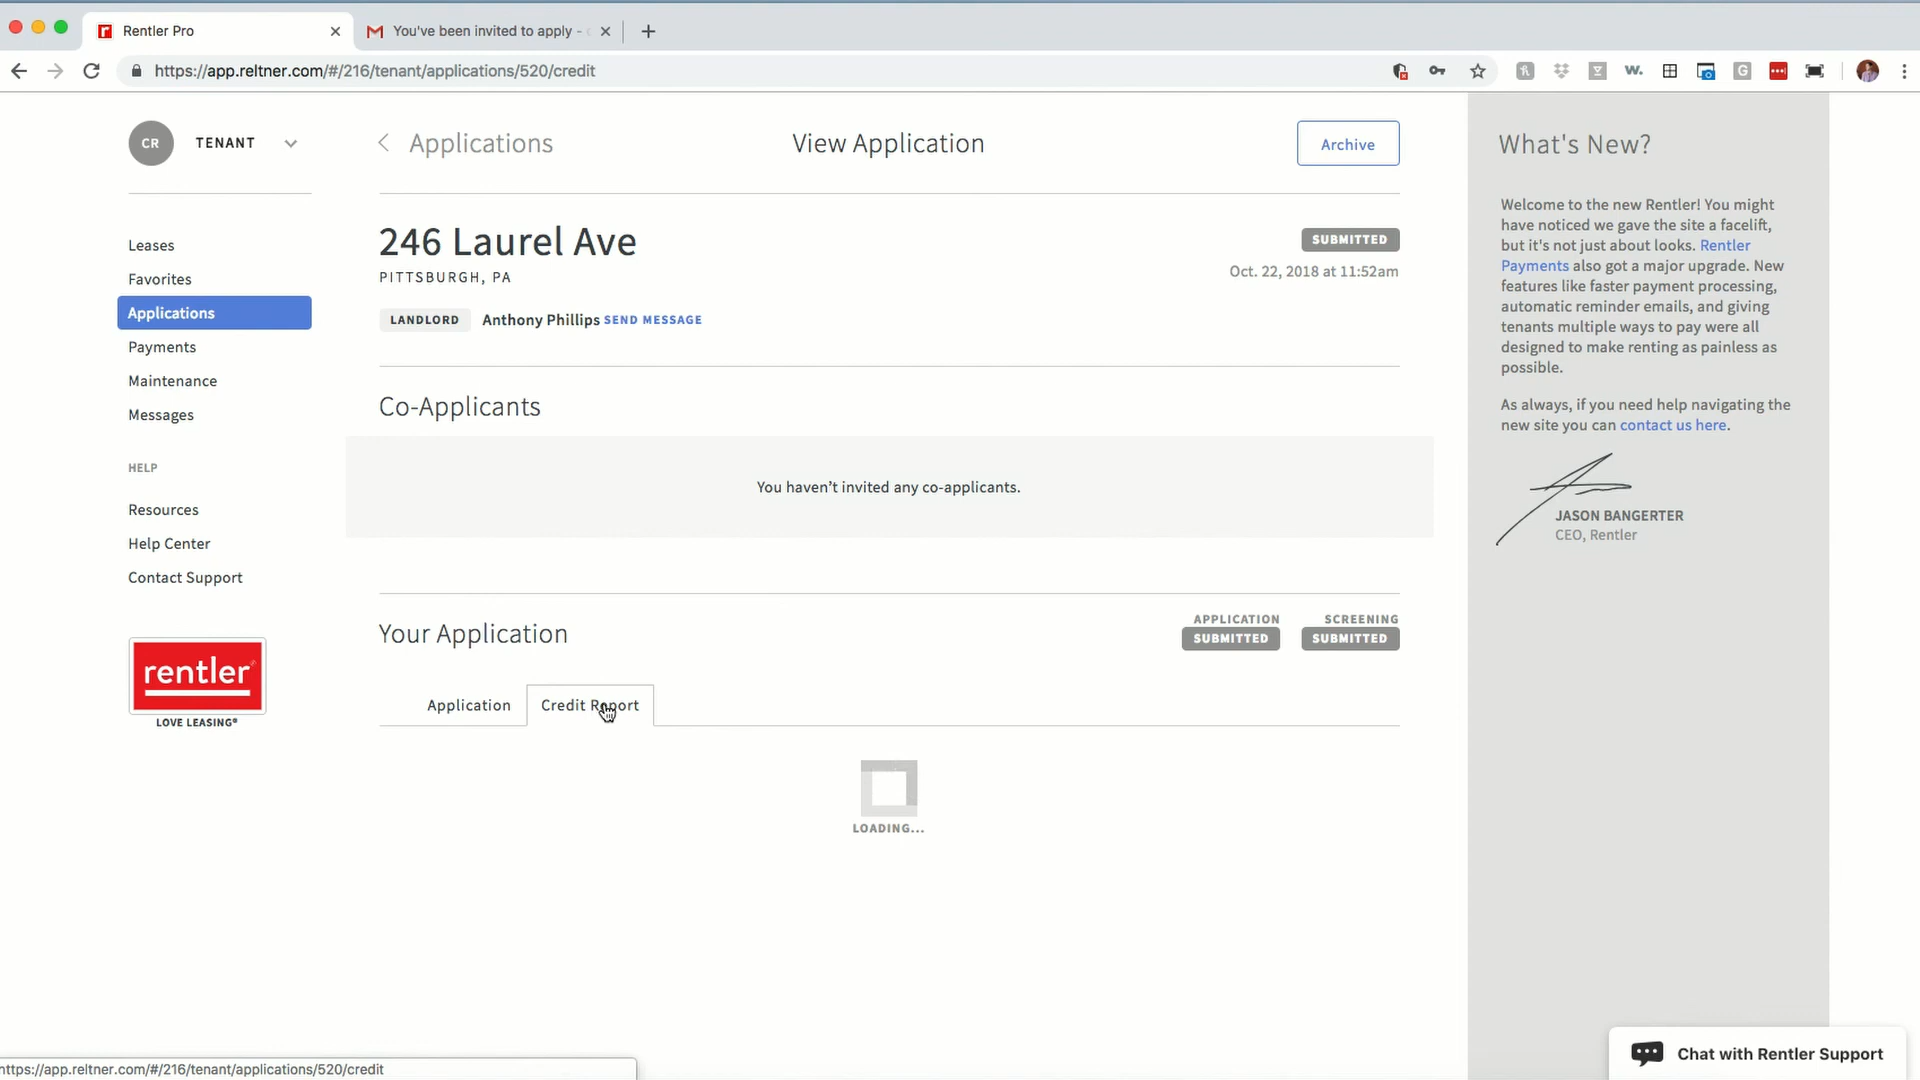 Rentler Pro
You've been invited to apply -
https://app.reltner.com/#/216/tenant/applications/520/credit
CR
TENANT
Leases
Favorites
Applications
Payments
Maintenance
Messages
HELP
Resources
Help Center
Contact Support
rentler®
LOVE LEASING®
Applications
View Application
Archive
246 Laurel Ave
PITTSBURGH, PA
SUBMITTED
Oct. 22, 2018 at 11:52am
LANDLORD Anthony Phillips SEND MESSAGE
Co-Applicants
You haven’t invited any co-applicants.
Your Application
APPLICATION
SUBMITTED
SCREENING
SUBMITTED
Application
Credit Report
LOADING...
What's New?
Welcome to the new Rentler! You might
have noticed we gave the site a facelift,
but it's not just about looks. Rentler
Payments also got a major upgrade. New
features like faster payment processing,
automatic reminder emails, and giving
tenants multiple ways to pay were all
designed to make renting as painless as
possible.
As always, if you need help navigating the
new site you can contact us here.
JASON BANGERTER
CEO, Rentler
Chat with Rentler Support
https://app.reltner.com/#/216/tenant/applications/520/credit